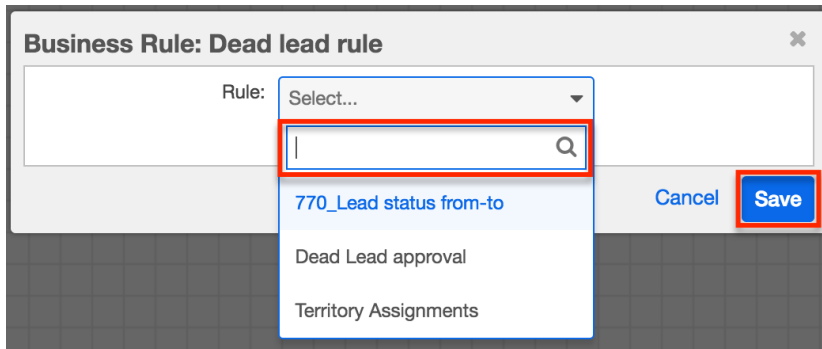 Business Rule: Dead lead rule
Rule: Select...
770_Lead status from-to
Cancel Save
Dead Lead approval
Territory Assignments